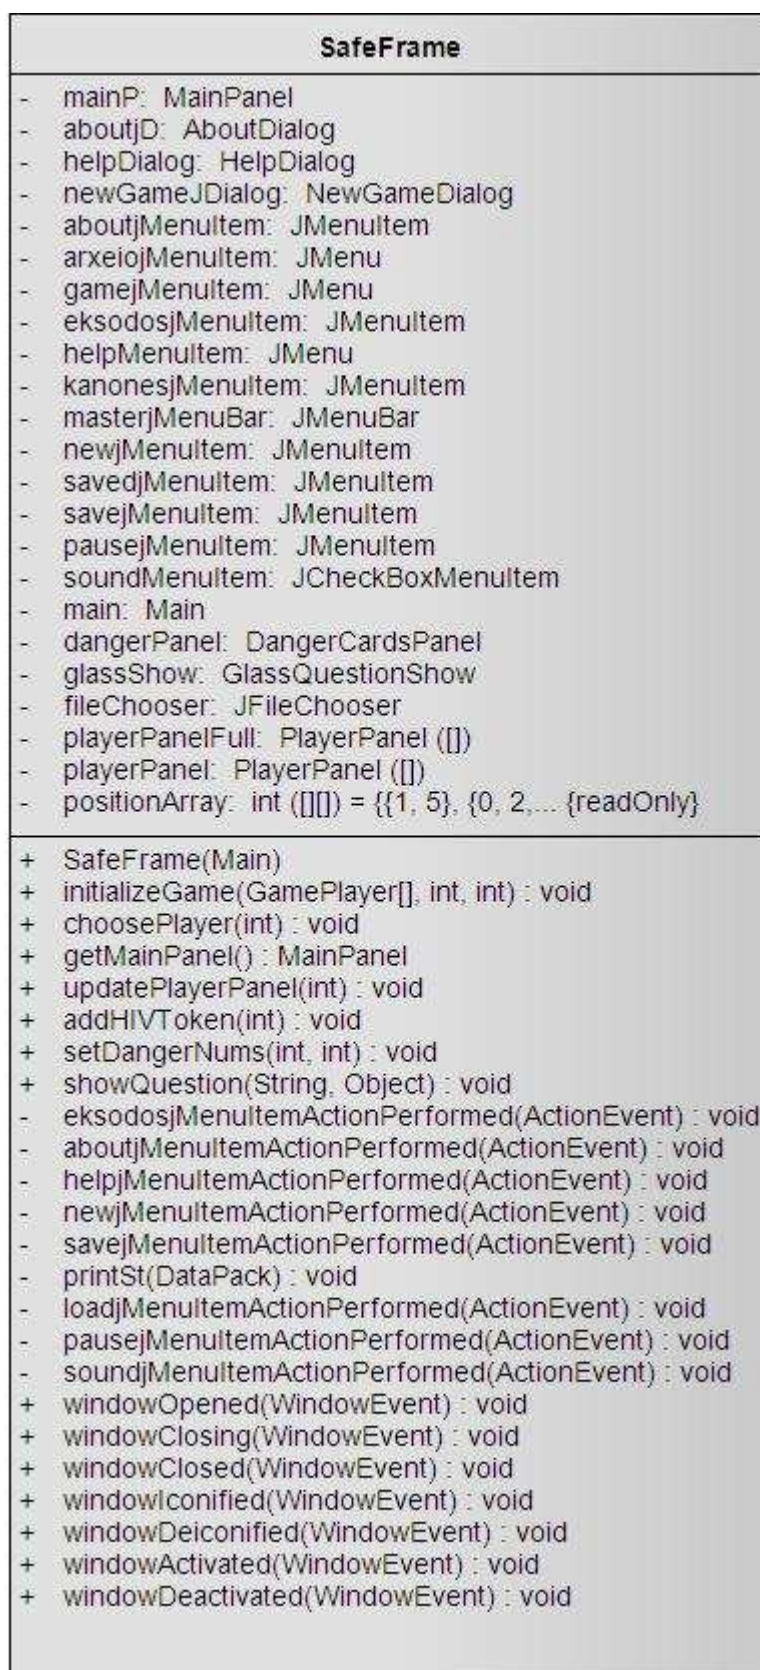 SafeFrame
- mainP: MainPanel
- aboutjD: AboutDialog
- helpDialog: HelpDialog
- newGameJDialog: NewGameDialog
- aboutjMenuItem: JMenuItem
- arxeiojMenuItem: JMenu
- gamejMenuItem: JMenu
- eksodosjMenuItem: JMenuItem
- helpMenuItem: JMenu
- kanonesjMenuItem: JMenuItem
- masterjMenuBar: JMenuBar
- newjMenuItem: JMenuItem
- savedjMenuItem: JMenuItem
- savejMenuItem: JMenuItem
- pausejMenuItem: JMenuItem
- soundMenuItem: JCheckBoxMenuItem
- main: Main
- dangerPanel: DangerCardsPanel
- glassShow: GlassQuestionShow
- fileChooser: JFileChooser
- playerPanelFull: PlayerPanel ([])
- playerPanel: PlayerPanel ([])
- positionArray: int ([][]) = {{1, 5}, {0, 2,... {readOnly}
+ SafeFrame(Main)
+ initializeGame(GamePlayer[], int, int) : void
+ choosePlayer(int) : void
+ getMainPanel() : MainPanel
+ updatePlayerPanel(int) : void
+ addHIVToken(int) : void
+ setDangerNums(int, int) : void
+ showQuestion(String, Object) : void
- eksodosjMenuItemActionPerformed(ActionEvent) : void
- aboutjMenuItemActionPerformed(ActionEvent) : void
- helpjMenuItemActionPerformed(ActionEvent) : void
- newjMenuItemActionPerformed(ActionEvent) : void
- savejMenuItemActionPerformed(ActionEvent) : void
- printSt(DataPack) : void
- loadjMenuItemActionPerformed(ActionEvent) : void
- pausejMenuItemActionPerformed(ActionEvent) : void
- soundjMenuItemActionPerformed(ActionEvent) : void
+ windowOpened(WindowEvent) : void
+ windowClosing(WindowEvent) : void
+ windowClosed(WindowEvent) : void
+ windowIconified(WindowEvent) : void
+ windowDeiconified(WindowEvent) : void
+ windowActivated(WindowEvent) : void
+ windowDeactivated(WindowEvent) : void